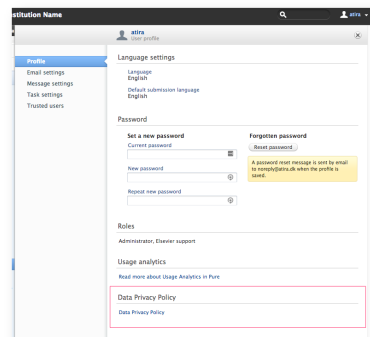 stitution Name
atira
atira
User profile
Profile
Email settings
Message settings
Task settings
Trusted users
Language settings
Language
English
Default submission language
English
Password
Set a new password
Current password
New password
Repeat new password
Forgotten password
Reset password
A password reset message is sent by email
to noreply@atira.dk when the profile is
saved.
Roles
Administrator, Elsevier support
Usage analytics
Read more about Usage Analytics in Pure
Data Privacy Policy
Data Privacy Policy